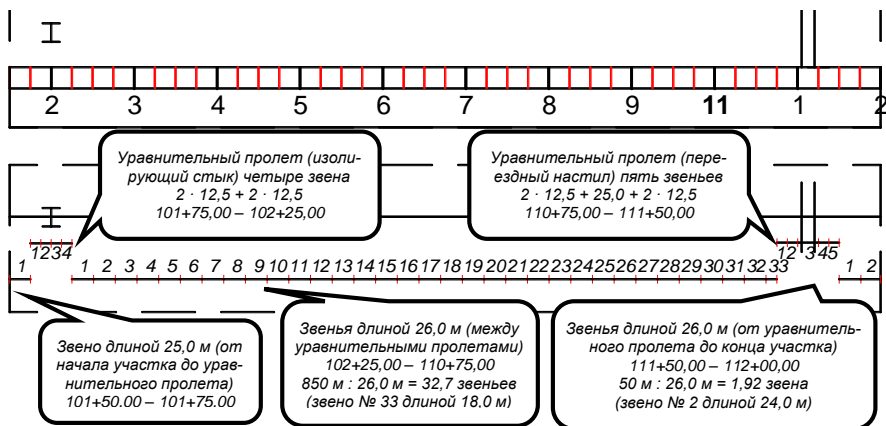 2 3 4 5 6 7 8 9 11 1 2
Уравнительный пролет (изоли-
рующий стык) четыре звена
2 · 12,5 + 2 · 12,5
101+75,00 – 102+25,00
Уравнительный пролет (пере-
ездный настил) пять звеньев
2 · 12,5 + 25,0 + 2 · 12,5
110+75,00 – 111+50,00
1234
12 3 45
1 1 2 3 4 5 6 7 8 9 10 11 12 13 14 15 16 17 18 19 20 21 22 23 24 25 26 27 28 29 30 31 32 33 1 2
Звено длиной 25,0 м (от
начала участка до урав-
нительного пролета)
101+50.00 – 101+75.00
Звенья длиной 26,0 м (между
уравнительными пролетами)
102+25,00 – 110+75,00
850 м : 26,0 м = 32,7 звеньев
(звено № 33 длиной 18,0 м)
Звенья длиной 26,0 м (от уравнитель-
ного пролета до конца участка)
111+50,00 – 112+00,00
50 м : 26,0 м = 1,92 звена
(звено № 2 длиной 24,0 м)